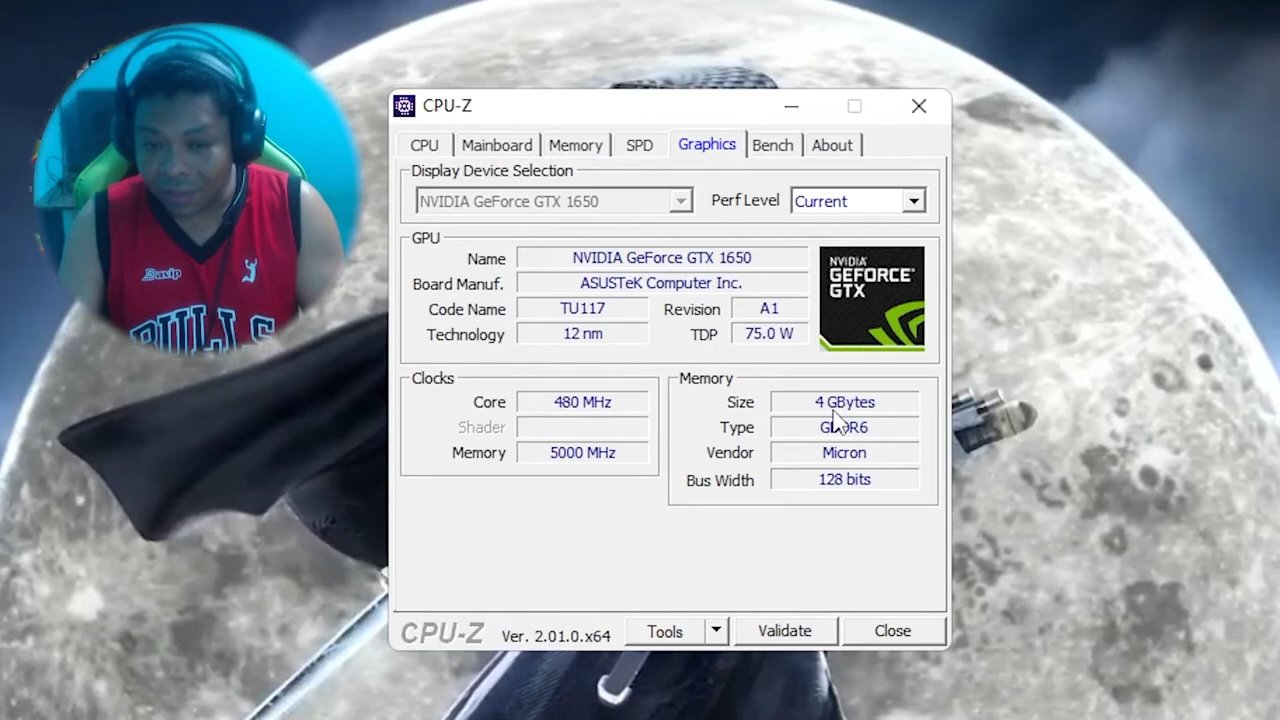 CPU-Z
CPU Mainboard Memory SPD Graphics Bench About
Display Device Selection
NVIDIA GeForce GTX 1650 Perf Level Current
GPU
Name NVIDIA GeForce GTX 1650
Board Manuf. ASUSTeK Computer Inc.
Code Name TU117 Revision A1
Technology 12 nm TDP 75.0 W
NVIDIA
GEFORCE
GTX
Clocks
Core 480 MHz
Shader
Memory 5000 MHz
Memory
Size 4 GBytes
Type GDDR6
Vendor Micron
Bus Width 128 bits
CPU-Z Ver. 2.01.0.x64 Tools Validate Close
BULLS